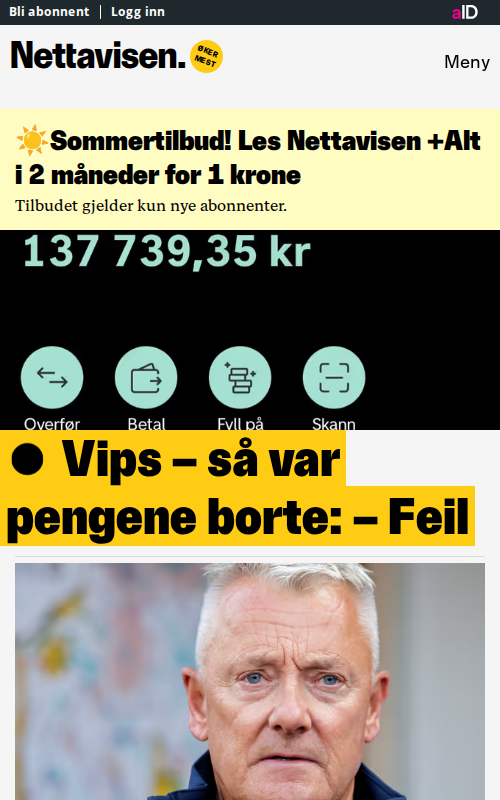 Bli abonnent | Logg inn
aID
Nettavisen.
ØKER
MEST
Meny
☀️Sommertilbud! Les Nettavisen +Alt
i 2 måneder for 1 krone
Tilbudet gjelder kun nye abonnenter.
137 739,35 kr
Overfør Betal Fyll på Skann
● Vips – så var
pengene borte: – Feil